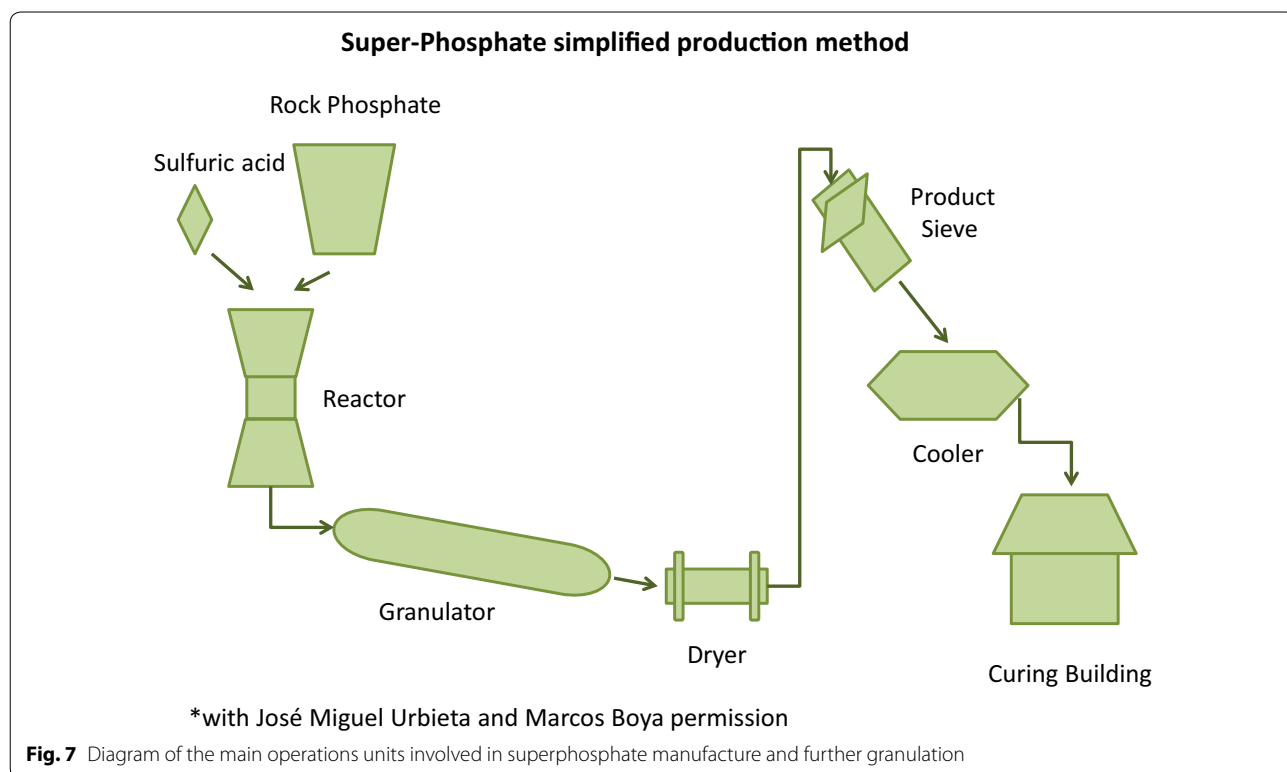 Super-Phosphate simplified production method
Rock Phosphate
Sulfuric acid
Product
Sieve
Reactor
Cooler
Granulator
Dryer
Curing Building
*with José Miguel Urbieta and Marcos Boya permission
Fig. 7 Diagram of the main operations units involved in superphosphate manufacture and further granulation